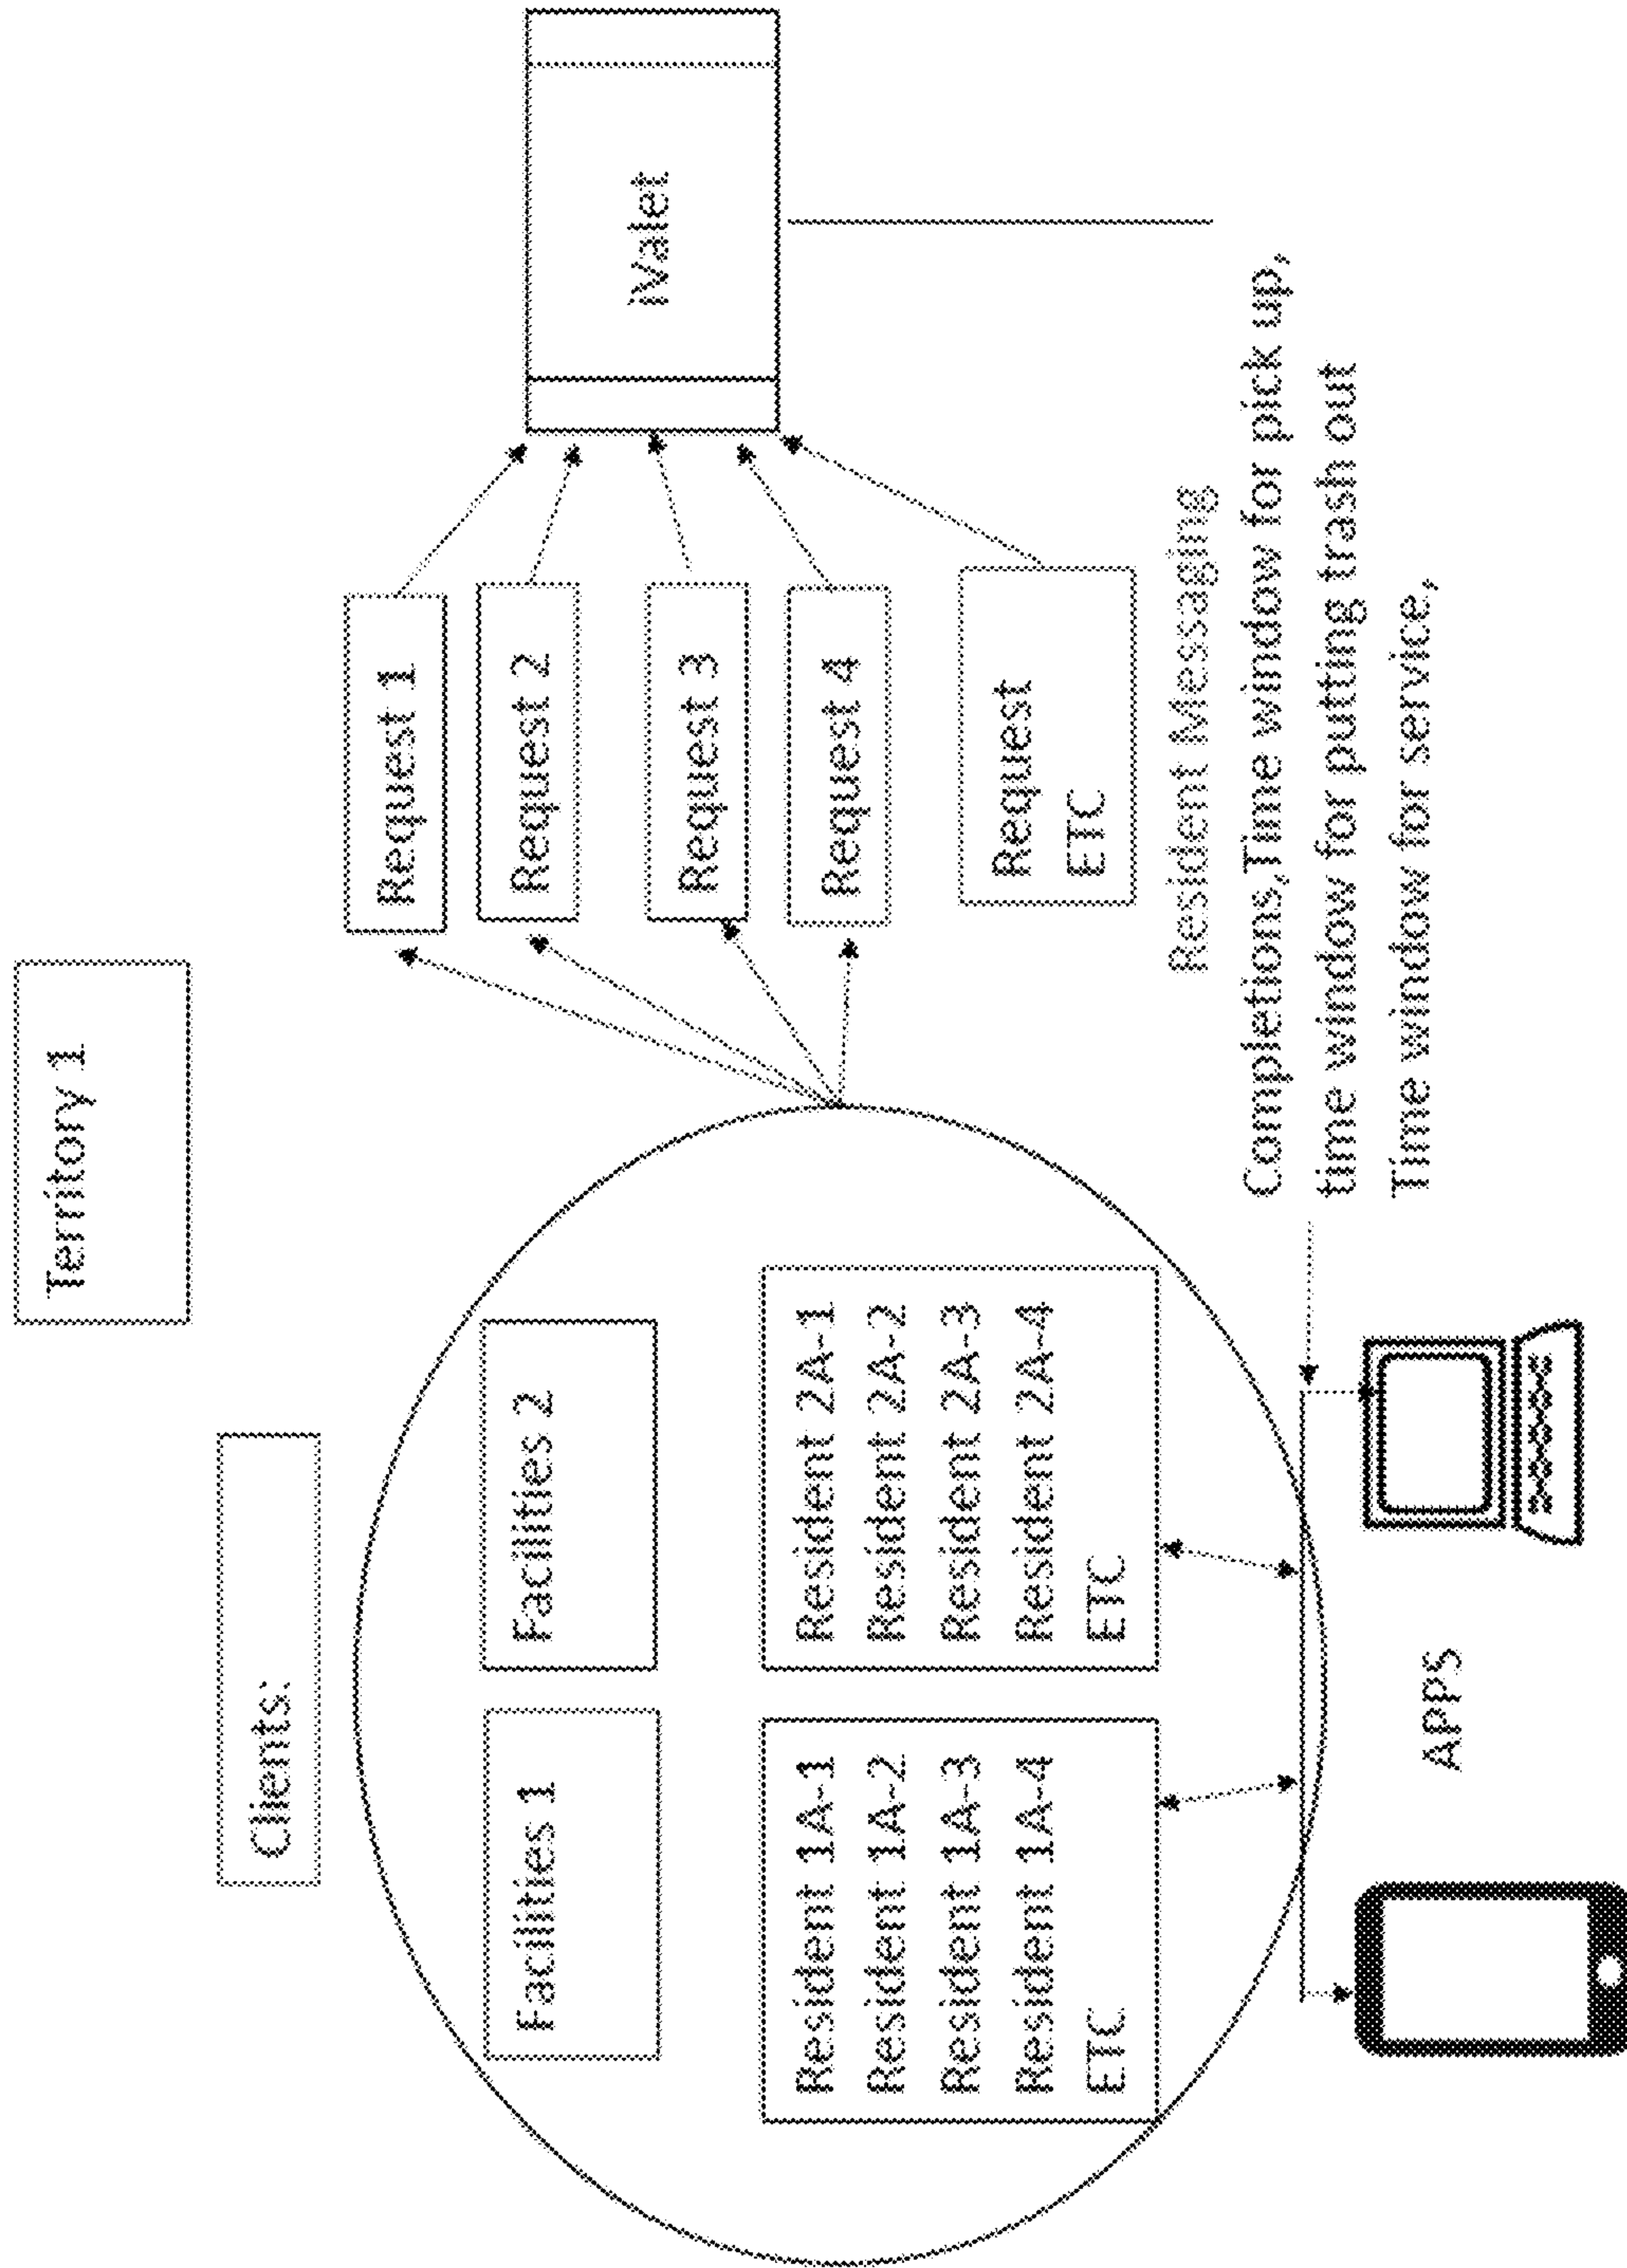 Territory 1
Clients:
Facilities 1
Facilities 2
Resident 1A-1
Resident 1A-2
Resident 1A-3
Resident 1A-4
ETC
Resident 2A-1
Resident 2A-2
Resident 2A-3
Resident 2A-4
ETC
APPS
Request 1
Request 2
Request 3
Request 4
Request
ETC
iValet
Resident Messaging
Completions,Time window for pick up,
time window for putting trash out
Time window for service,